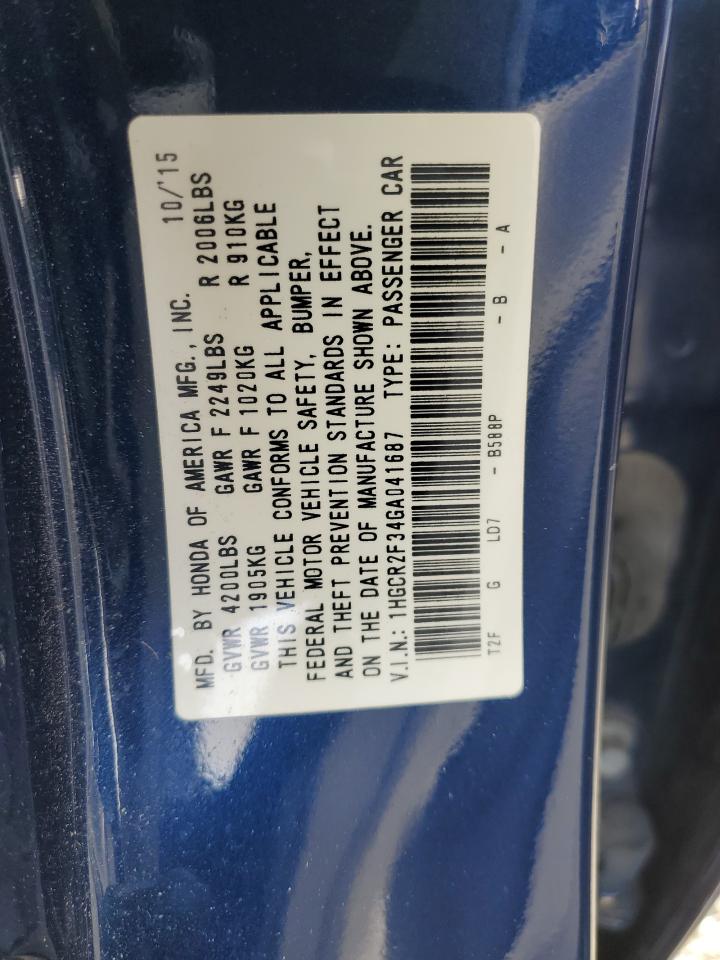 MFD. BY HONDA OF AMERICA MFG., INC. 10/'15
GVWR 4200LBS GAWR F 2249LBS R 2006LBS
GVWR 1905KG GAWR F 1020KG R 910KG
THIS VEHICLE CONFORMS TO ALL APPLICABLE
FEDERAL MOTOR VEHICLE SAFETY, BUMPER,
AND THEFT PREVENTION STANDARDS IN EFFECT
ON THE DATE OF MANUFACTURE SHOWN ABOVE.
V.I.N.: 1HGCR2F34GA041687 TYPE: PASSENGER CAR
T2F G LD7 - B588P - B - A